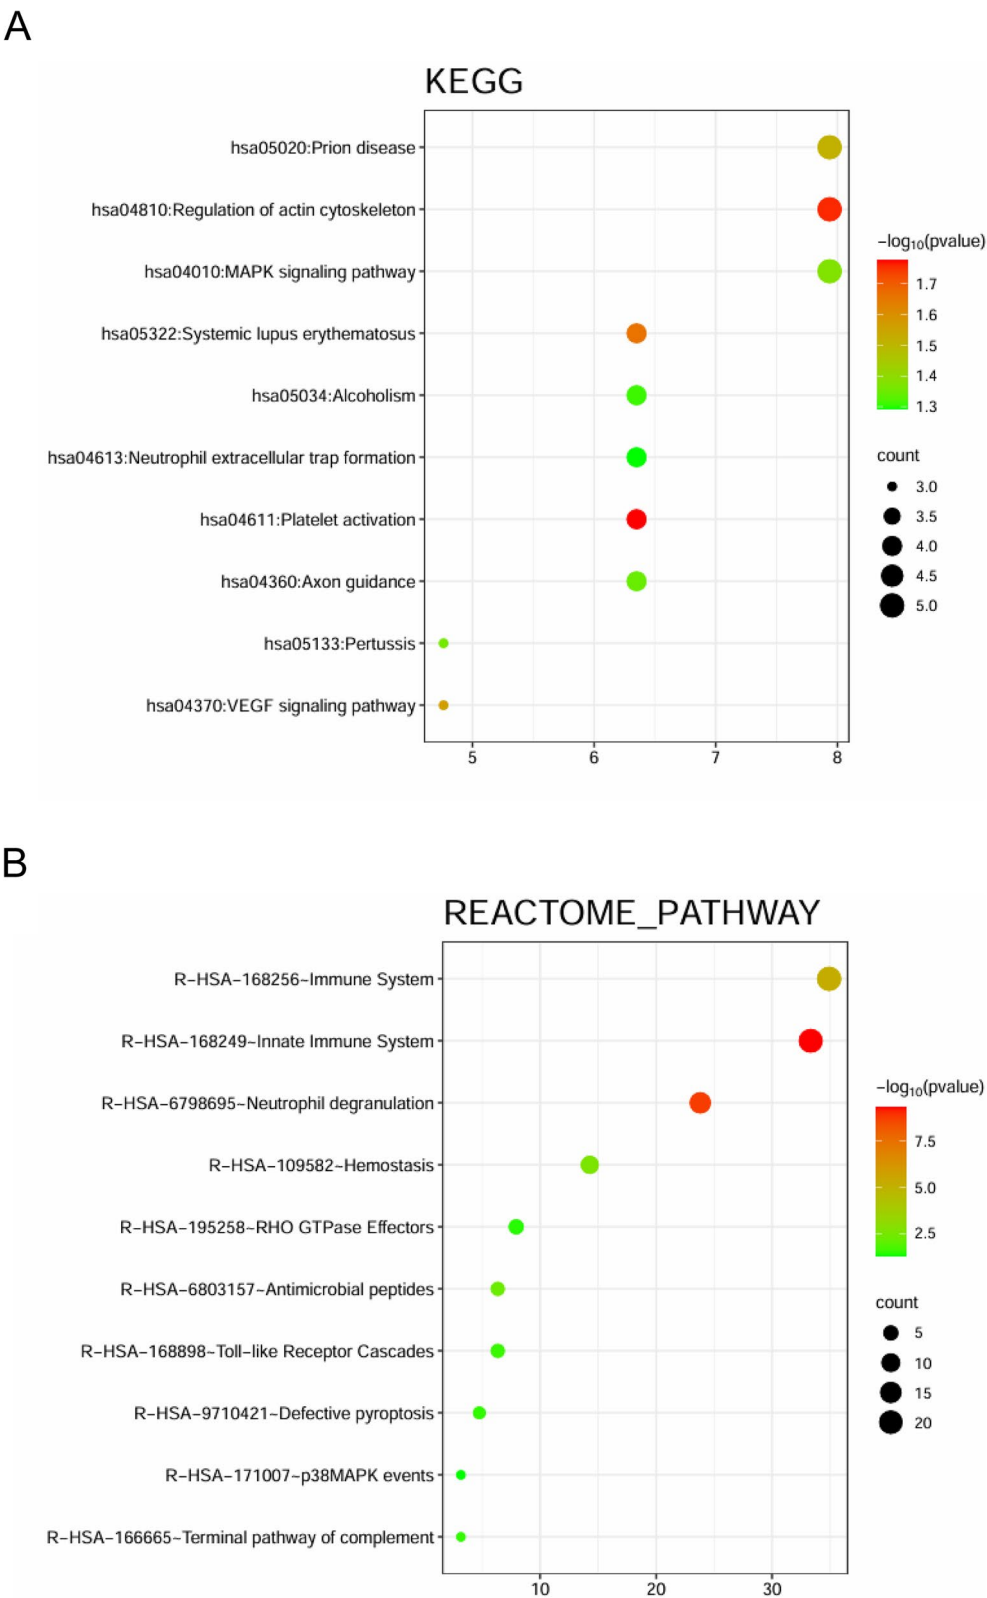 A
KEGG
hsa05020:Prion disease
hsa04810:Regulation of actin cytoskeleton
hsa04010:MAPK signaling pathway
hsa05322:Systemic lupus erythematosus
hsa05034:Alcoholism
hsa04613:Neutrophil extracellular trap formation
hsa04611:Platelet activation
hsa04360:Axon guidance
hsa05133:Pertussis
hsa04370:VEGF signaling pathway
5 6 7 8
−log10(pvalue)
1.7
1.6
1.5
1.4
1.3
count
3.0
3.5
4.0
4.5
5.0
B
REACTOME_PATHWAY
R−HSA−168256~Immune System
R−HSA−168249~Innate Immune System
R−HSA−6798695~Neutrophil degranulation
R−HSA−109582~Hemostasis
R−HSA−195258~RHO GTPase Effectors
R−HSA−6803157~Antimicrobial peptides
R−HSA−168898~Toll−like Receptor Cascades
R−HSA−9710421~Defective pyroptosis
R−HSA−171007~p38MAPK events
R−HSA−166665~Terminal pathway of complement
10 20 30
−log10(pvalue)
7.5
5.0
2.5
count
5
10
15
20